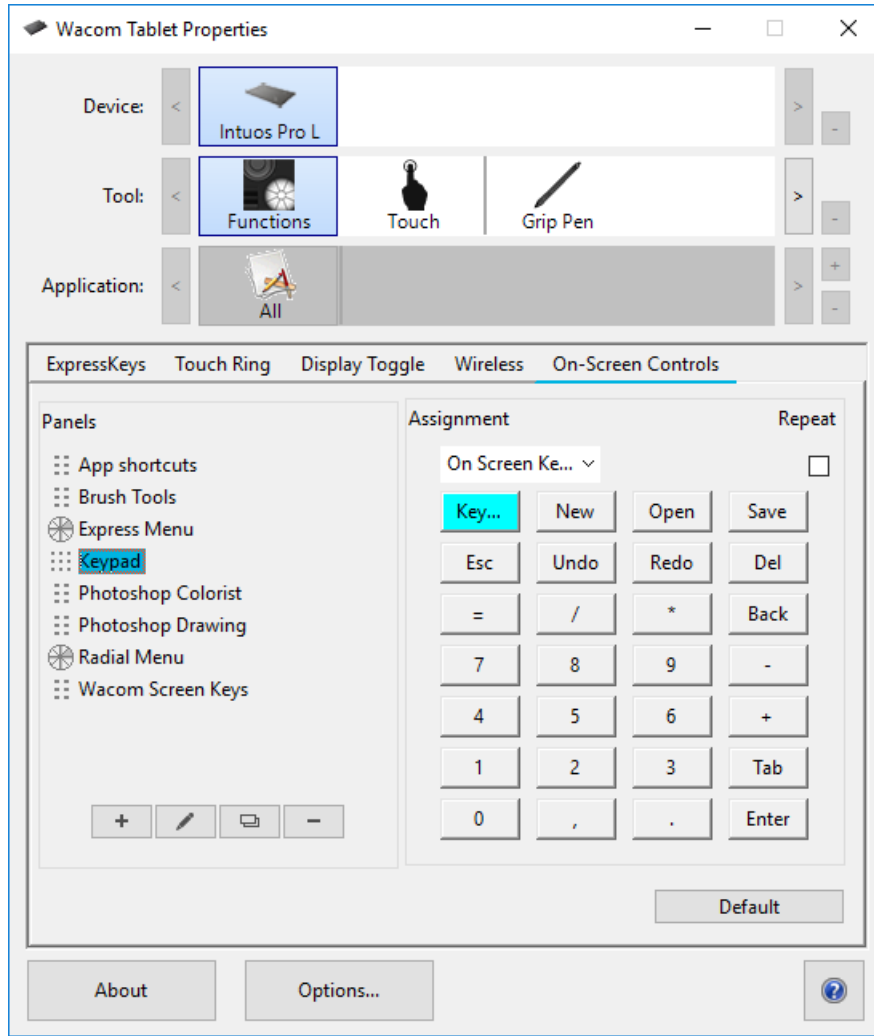 Wacom Tablet Properties
Device:
<
Intuos Pro L
>
-
Tool:
<
Functions
Touch
Grip Pen
>
-
Application:
<
All
>
+
-
ExpressKeys Touch Ring Display Toggle Wireless On-Screen Controls
Panels
App shortcuts
Brush Tools
Express Menu
Keypad
Photoshop Colorist
Photoshop Drawing
Radial Menu
Wacom Screen Keys
+ -
Assignment Repeat
On Screen Ke...
Key... New Open Save
Esc Undo Redo Del
= / * Back
7 8 9 -
4 5 6 +
1 2 3 Tab
0 , . Enter
Default
About Options... ?